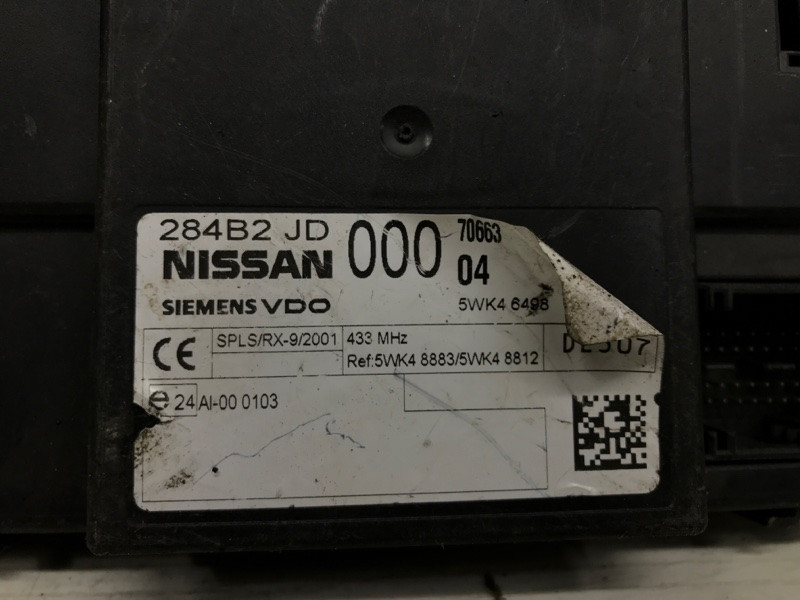 284B2 JD 000 70663
NISSAN 04
SIEMENS VDO 5WK4 6498
CE SPLS/RX-9/2001 433 MHz
Ref:5WK4 8883/5WK4 8812
e 24 AI-00 0103